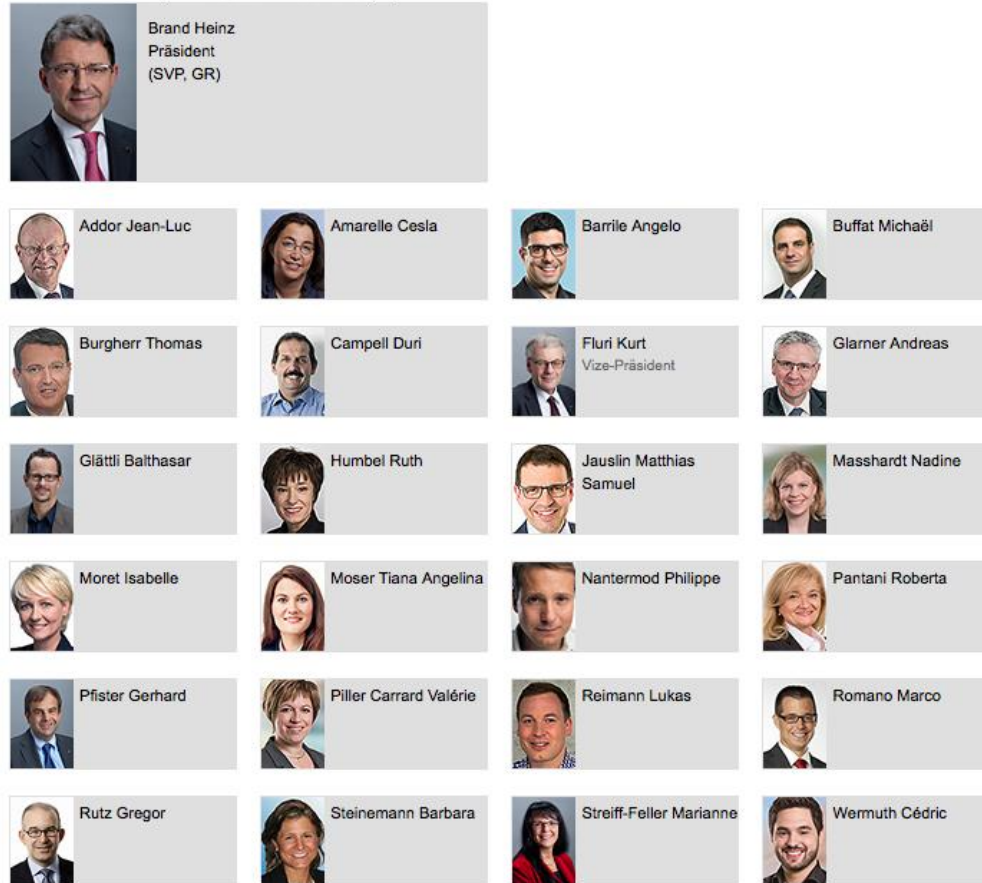 Brand Heinz
Präsident
(SVP, GR)
Addor Jean-Luc
Amarelle Cesla
Barrile Angelo
Buffat Michaël
Burgherr Thomas
Campell Duri
Fluri Kurt
Vize-Präsident
Glarner Andreas
Glättli Balthasar
Humbel Ruth
Jauslin Matthias
Samuel
Masshardt Nadine
Moret Isabelle
Moser Tiana Angelina
Nantermod Philippe
Pantani Roberta
Pfister Gerhard
Piller Carrard Valérie
Reimann Lukas
Romano Marco
Rutz Gregor
Steinemann Barbara
Streiff-Feller Marianne
Wermuth Cédric